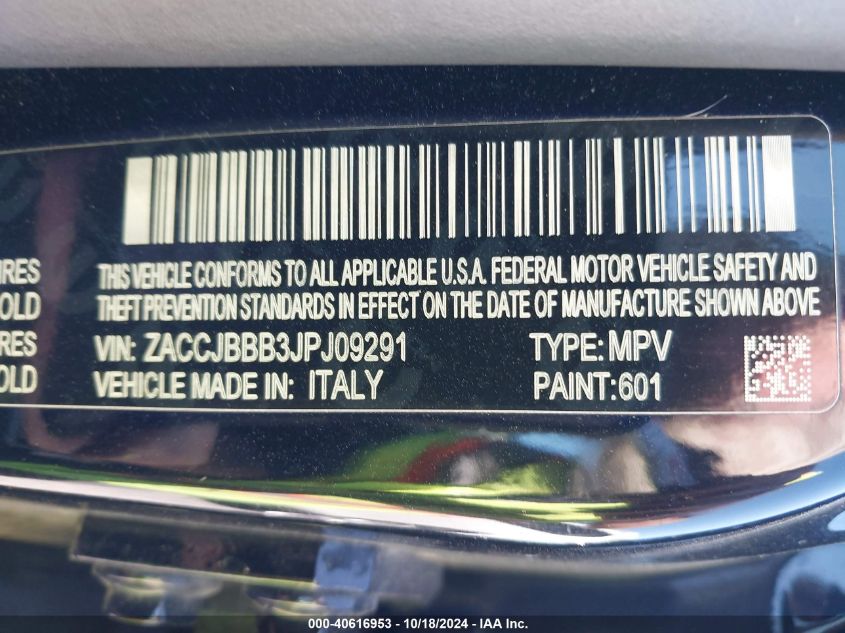 THIS VEHICLE CONFORMS TO ALL APPLICABLE U.S.A. FEDERAL MOTOR VEHICLE SAFETY AND
THEFT PREVENTION STANDARDS IN EFFECT ON THE DATE OF MANUFACTURE SHOWN ABOVE
VIN: ZACCJBBB3JPJ09291 TYPE: MPV
VEHICLE MADE IN: ITALY PAINT:601
IRES
OLD
RES
OLD
000-40616953 - 10/18/2024 - IAA Inc.